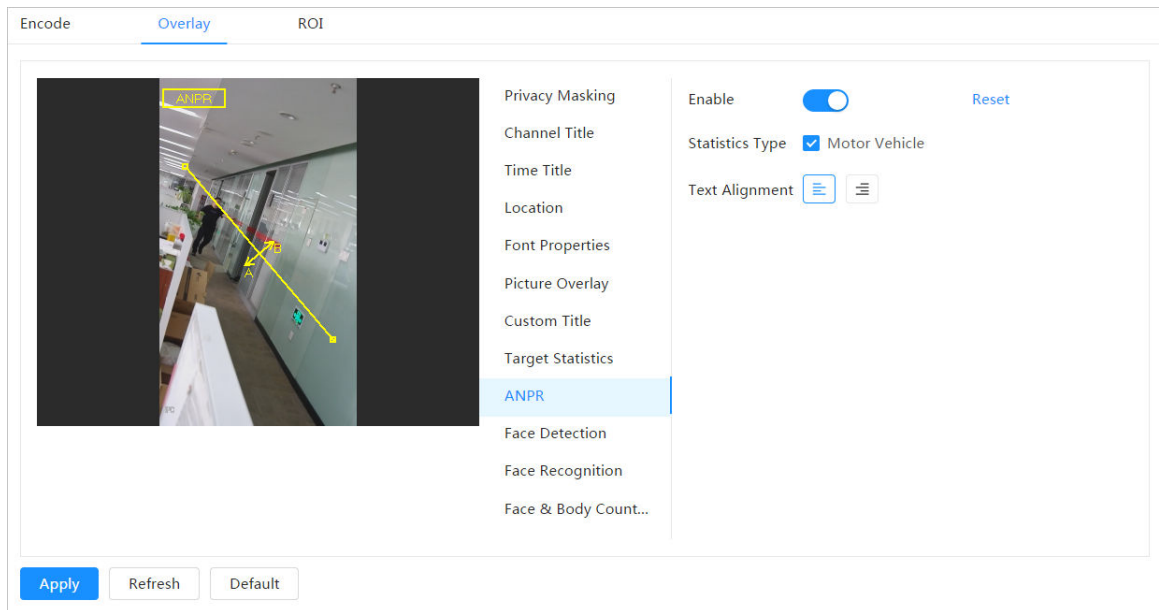 Encode Overlay ROI
ANPR
B
A
Privacy Masking
Channel Title
Time Title
Location
Font Properties
Picture Overlay
Custom Title
Target Statistics
ANPR
Face Detection
Face Recognition
Face & Body Count...
Enable Reset
Statistics Type Motor Vehicle
Text Alignment
Apply Refresh Default